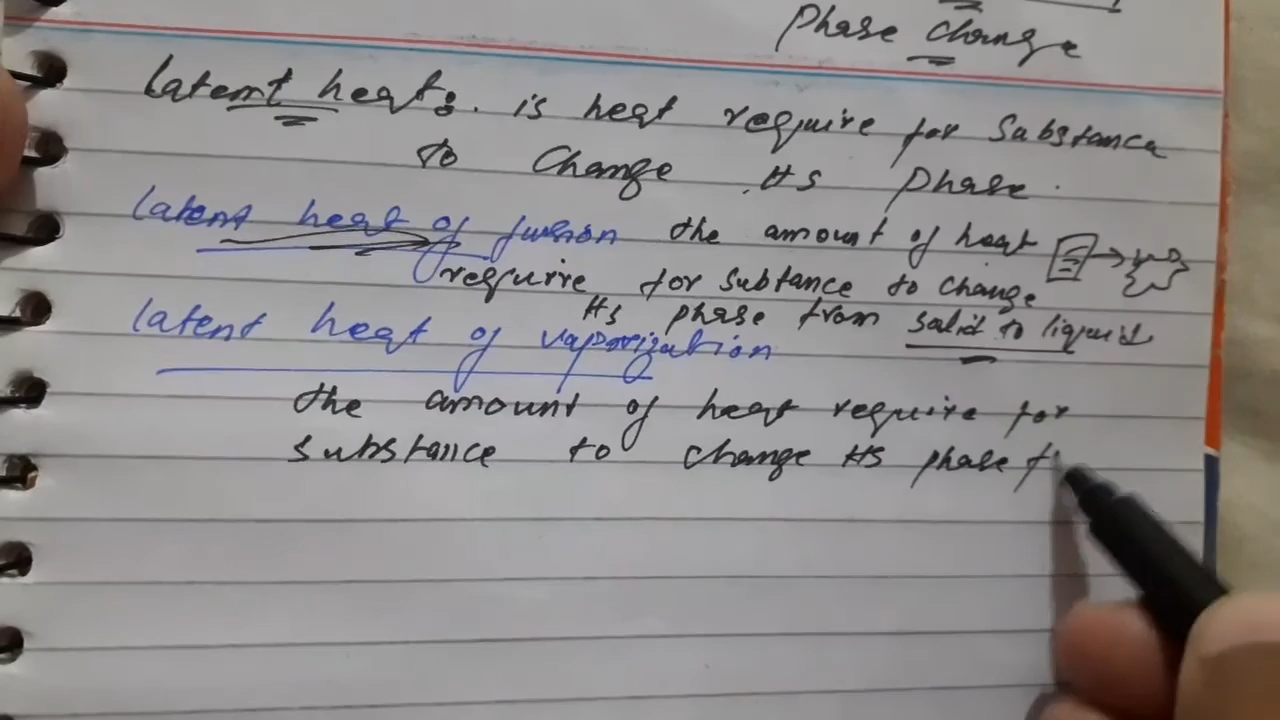 Phase change
latent heat: is heat require for substance
to change its phase.
latent heat of fusion the amount of heat
require for subtance to change
its phase from solid to liquid
latent heat of vaporization
the amount of heat require for
substance to change its phase f